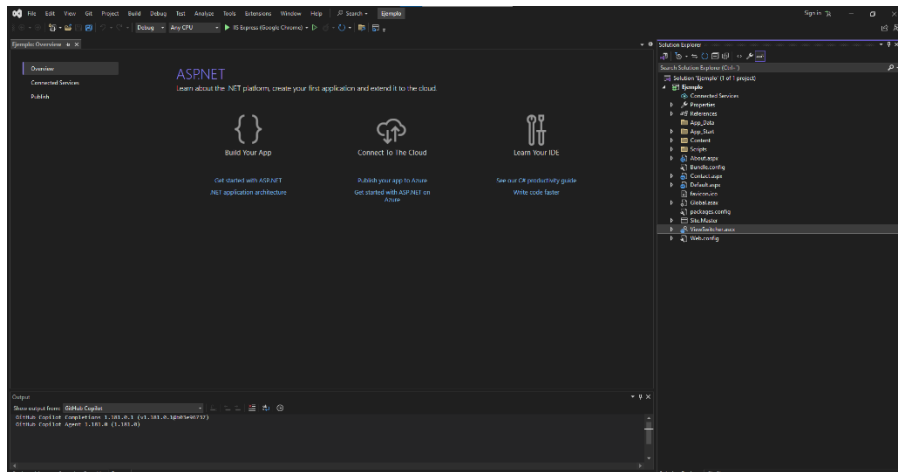 File Edit View Git Project Build Debug Test Analyze Tools Extensions Window Help Search Ejemplo Sign in
Debug Any CPU IIS Express (Google Chrome)
Ejemplo: Overview
Overview
Connected Services
Publish
ASP.NET
Learn about the .NET platform, create your first application and extend it to the cloud.
Build Your App
Connect To The Cloud
Learn Your IDE
Get started with ASP.NET
.NET application architecture
Publish your app to Azure
Get started with ASP.NET on
Azure
See our C# productivity guide
Write code faster
Solution Explorer
Search Solution Explorer (Ctrl+')
Solution 'Ejemplo' (1 of 1 project)
Ejemplo
Connected Services
Properties
References
App_Data
App_Start
Content
Scripts
About.aspx
Bundle.config
Contact.aspx
Default.aspx
favicon.ico
Global.asax
packages.config
Site.Master
ViewSwitcher.ascx
Web.config
Output
Show output from: GitHub Copilot
GitHub Copilot Completions 1.181.0.1
GitHub Copilot Agent 1.181.0 (1.181.0)